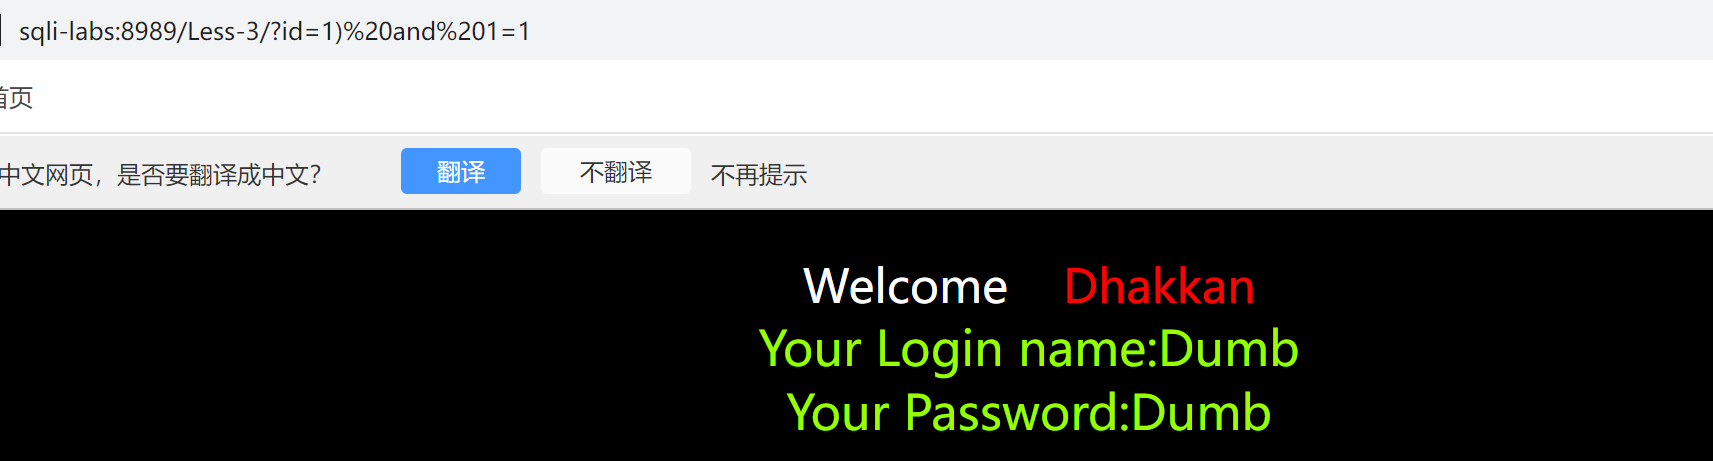 sqli-labs:8989/Less-3/?id=1)%20and%201=1
首页
中文网页，是否要翻译成中文？ 翻译 不翻译 不再提示
Welcome Dhakkan
Your Login name:Dumb
Your Password:Dumb